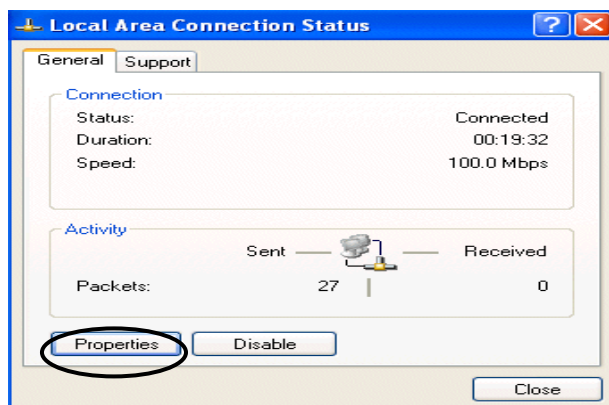 Local Area Connection Status
General Support
Connection
Status: Connected
Duration: 00:19:32
Speed: 100.0 Mbps
Activity
Sent Received
Packets: 27 0
Properties Disable
Close